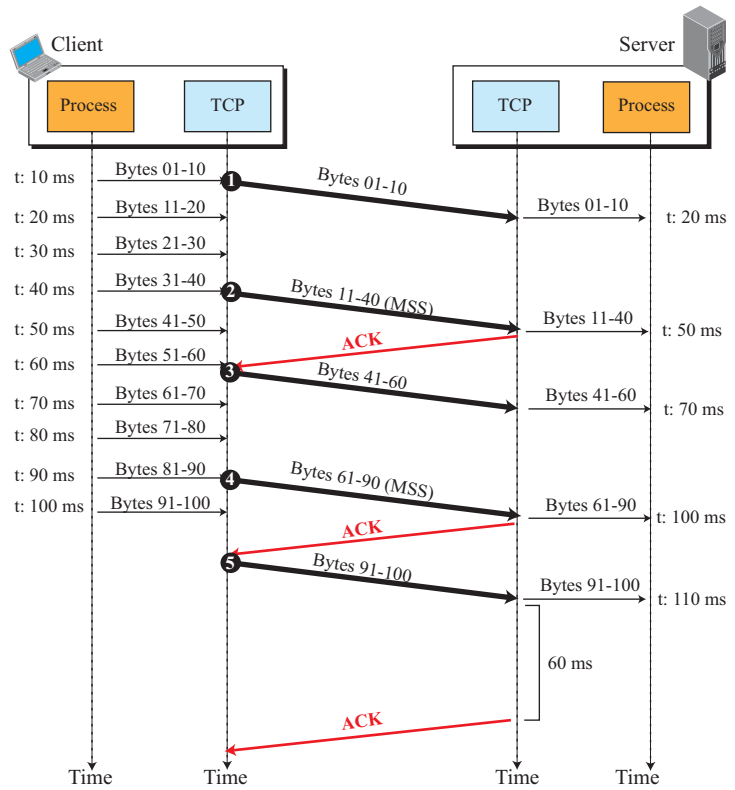 Client
Server
Process
TCP
TCP
Process
t: 10 ms
Bytes 01-10
1
Bytes 01-10
t: 20 ms
Bytes 11-20
Bytes 01-10
t: 20 ms
t: 30 ms
Bytes 21-30
t: 40 ms
Bytes 31-40
2
Bytes 11-40 (MSS)
t: 50 ms
Bytes 41-50
Bytes 11-40
t: 50 ms
ACK
t: 60 ms
Bytes 51-60
3
Bytes 41-60
t: 70 ms
Bytes 61-70
Bytes 41-60
t: 70 ms
t: 80 ms
Bytes 71-80
t: 90 ms
Bytes 81-90
4
Bytes 61-90 (MSS)
t: 100 ms
Bytes 91-100
Bytes 61-90
t: 100 ms
ACK
5
Bytes 91-100
Bytes 91-100
t: 110 ms
60 ms
ACK
Time
Time
Time
Time